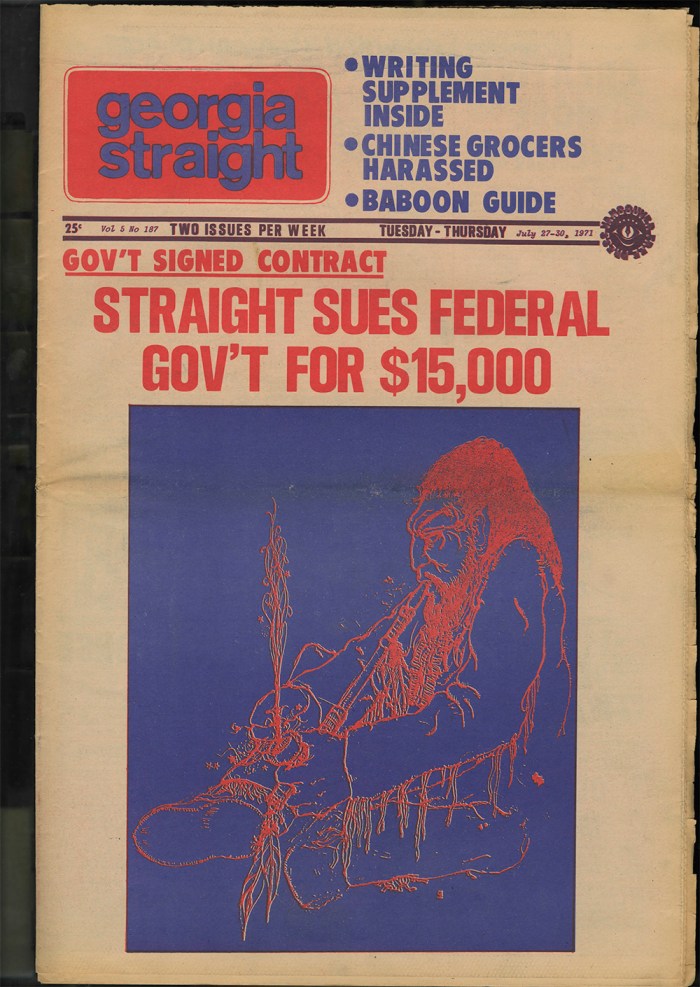 georgia
straight
•WRITING
SUPPLEMENT
INSIDE
•CHINESE GROCERS
HARASSED
•BABOON GUIDE
25¢ Vol 5 No 187 TWO ISSUES PER WEEK TUESDAY-THURSDAY July 27-30, 1971
VANCOUVER
GOV'T SIGNED CONTRACT
STRAIGHT SUES FEDERAL
GOV'T FOR $15,000